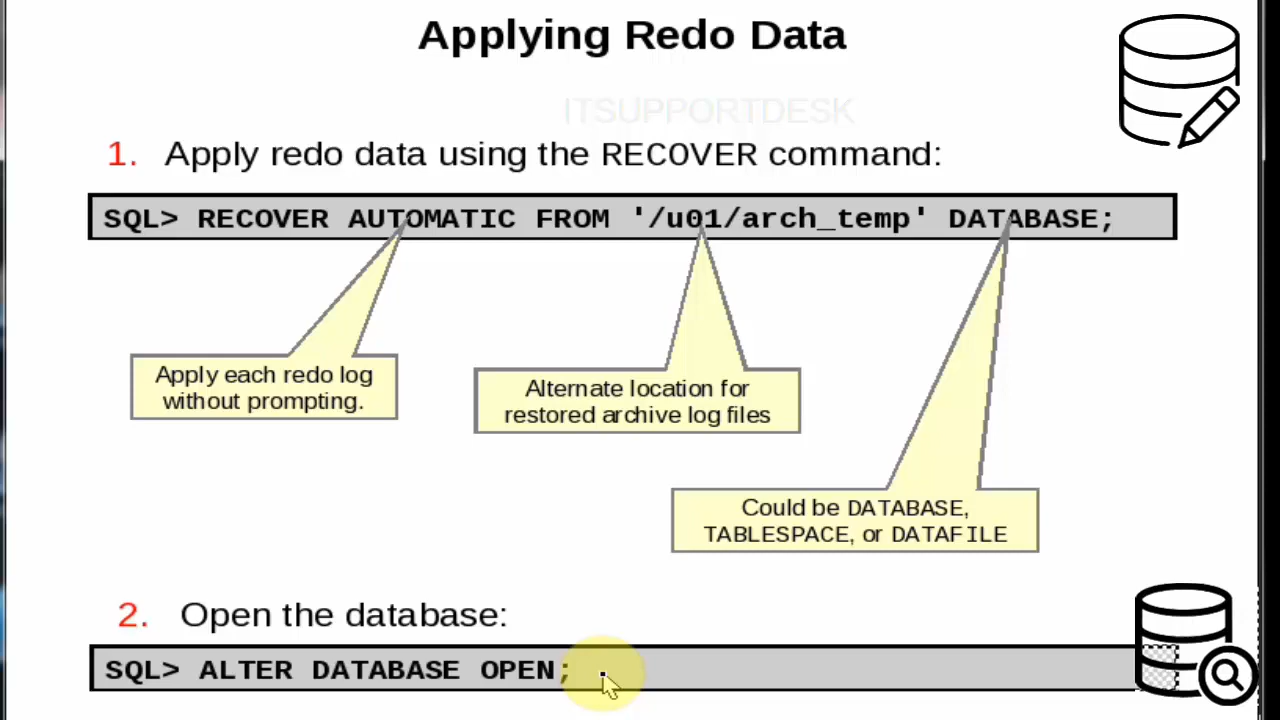 Applying Redo Data
ITSUPPORTDESK
1. Apply redo data using the RECOVER command:
SQL> RECOVER AUTOMATIC FROM '/u01/arch_temp' DATABASE;
Apply each redo log
without prompting.
Alternate location for
restored archive log files
Could be DATABASE,
TABLESPACE, or DATAFILE
2. Open the database:
SQL> ALTER DATABASE OPEN;